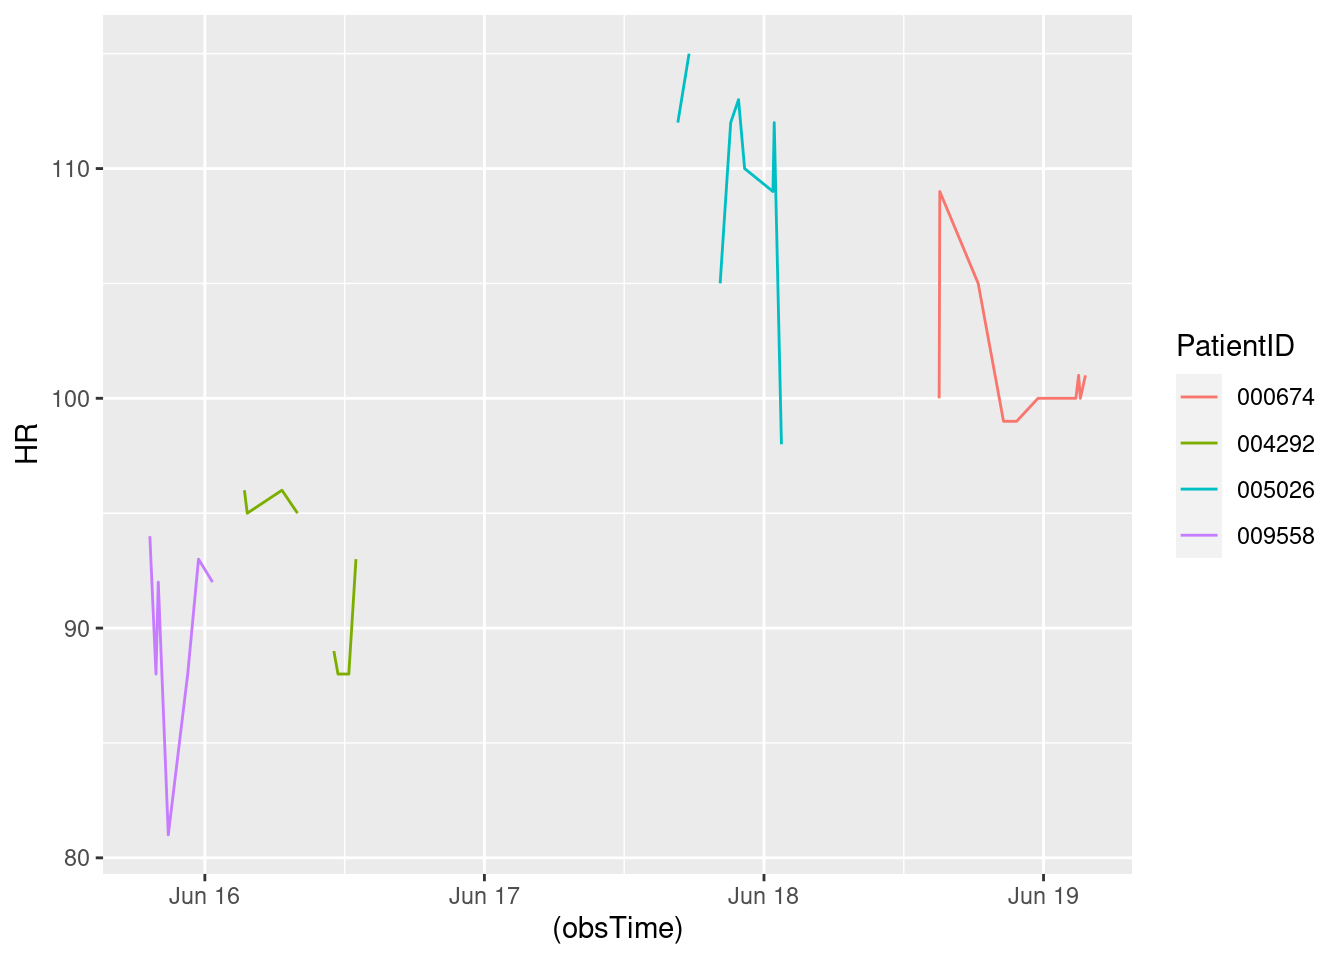 HR
110
100
90
80
Jun 16
Jun 17
Jun 18
Jun 19
(obsTime)
PatientID
000674
004292
005026
009558